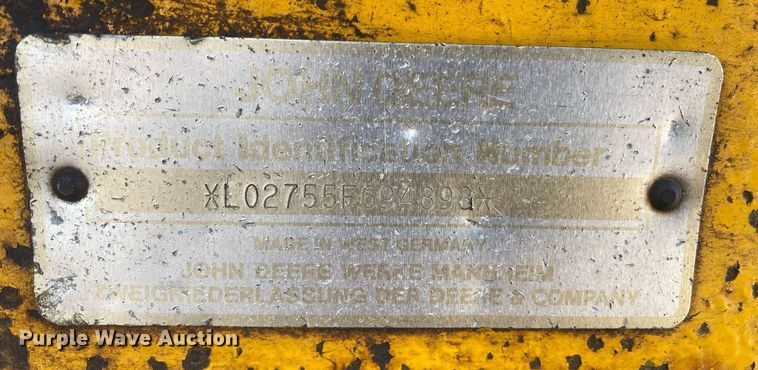 JOHN DEERE
Product Identification Number
MADE IN WEST GERMANY
JOHN DEERE WERKE MANNHEIM
ZWEIGNIEDERLASSUNG DER DEERE & COMPANY
Purple Wave Auction